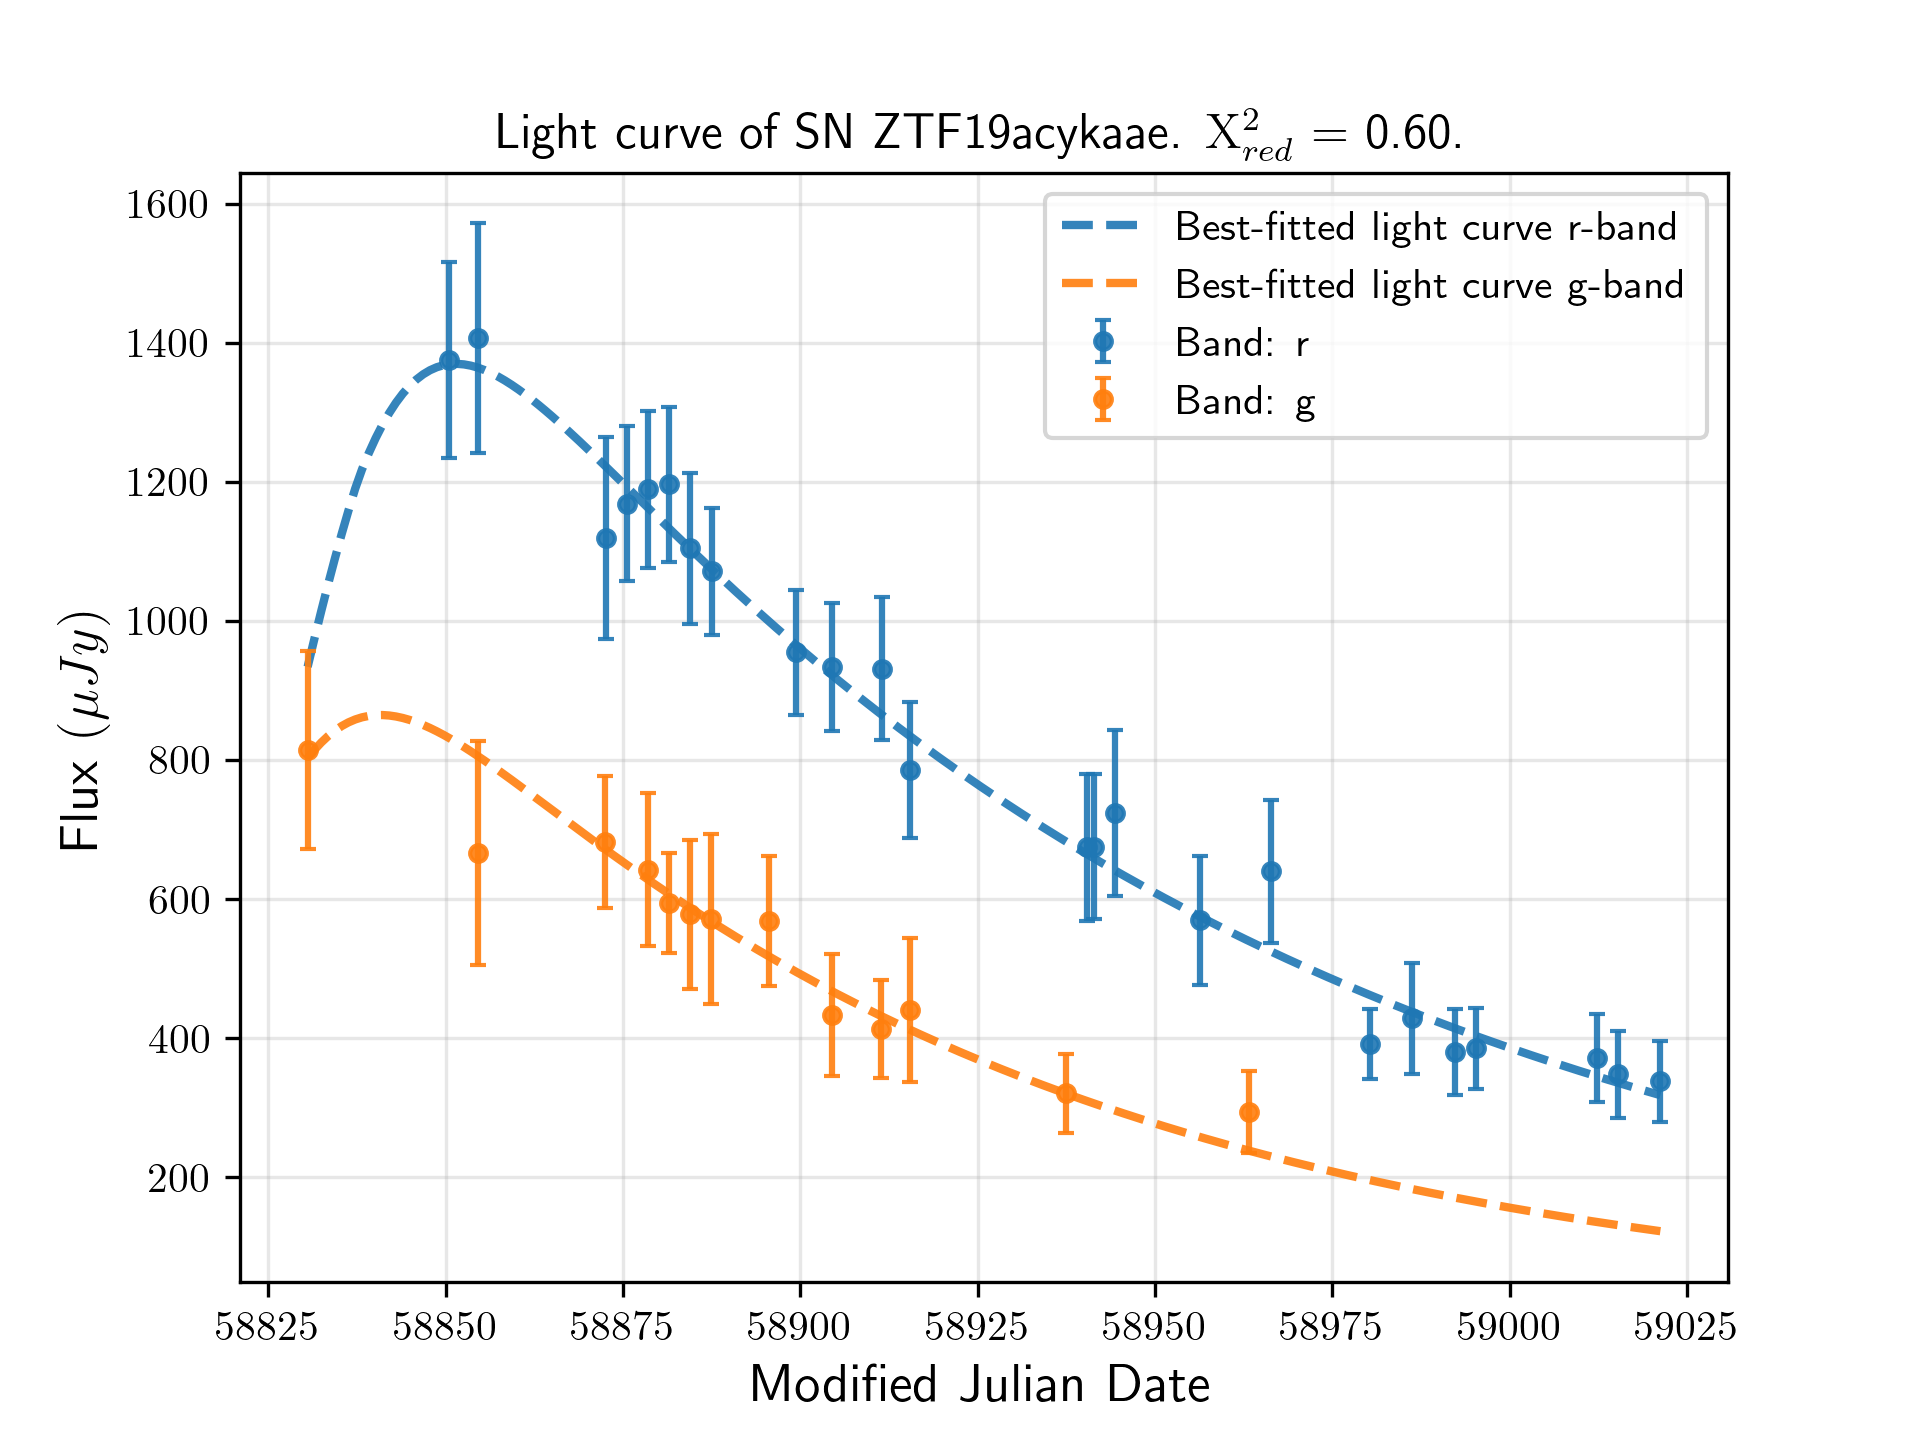 Light curve of SN ZTF19acykaae. X²_red = 0.60.
Best-fitted light curve r-band
Best-fitted light curve g-band
Band: r
Band: g
Flux (μJy)
1600
1400
1200
1000
800
600
400
200
58825 58850 58875 58900 58925 58950 58975 59000 59025
Modified Julian Date